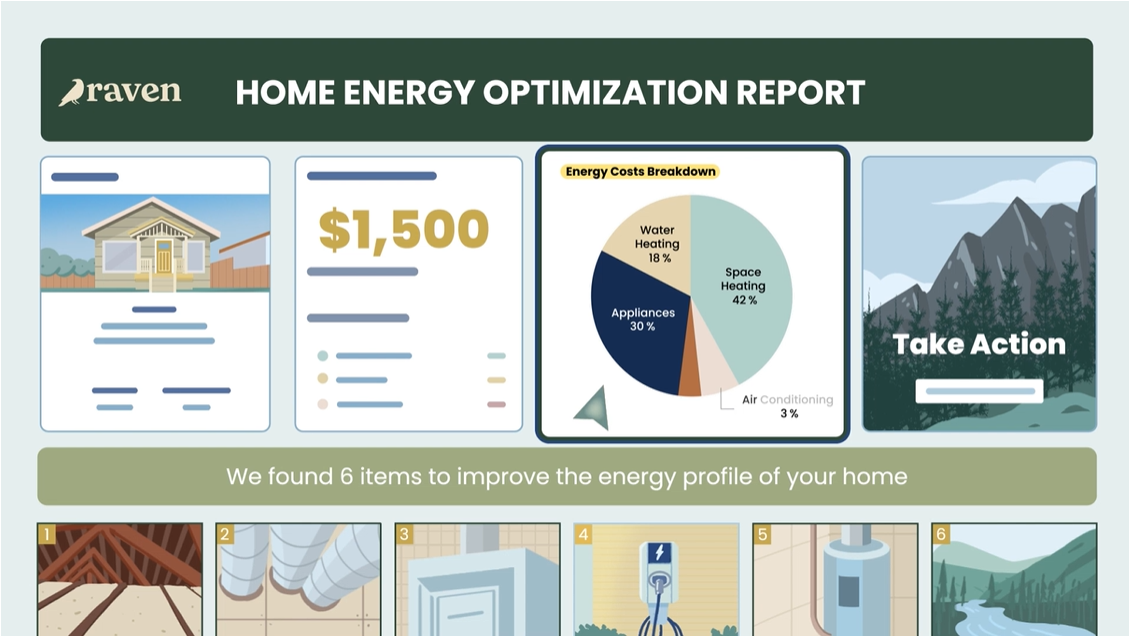 raven
HOME ENERGY OPTIMIZATION REPORT
$1,500
Energy Costs Breakdown
Water
Heating
18 %
Space
Heating
42 %
Appliances
30 %
Air Conditioning
3 %
Take Action
We found 6 items to improve the energy profile of your home
1
2
3
4
5
6